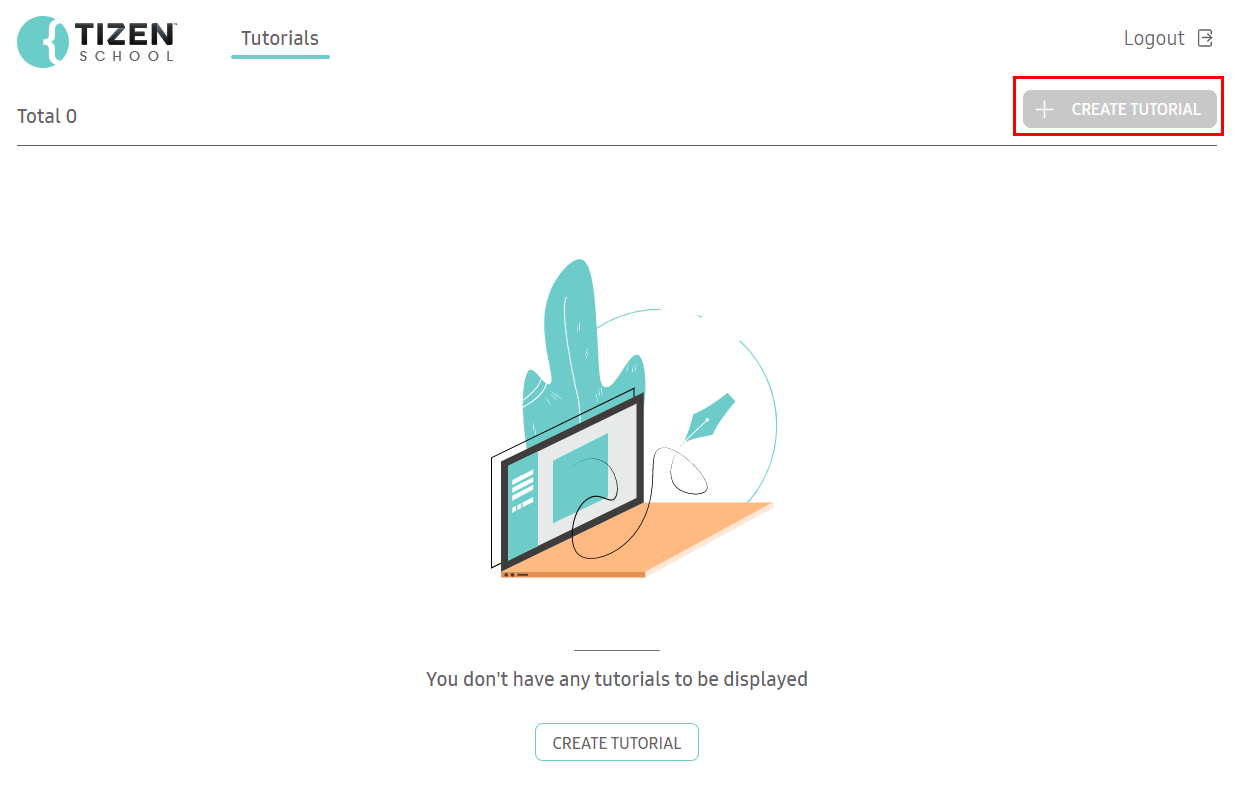 TIZEN™
SCHOOL
Tutorials
Logout
Total 0
CREATE TUTORIAL
You don't have any tutorials to be displayed
CREATE TUTORIAL